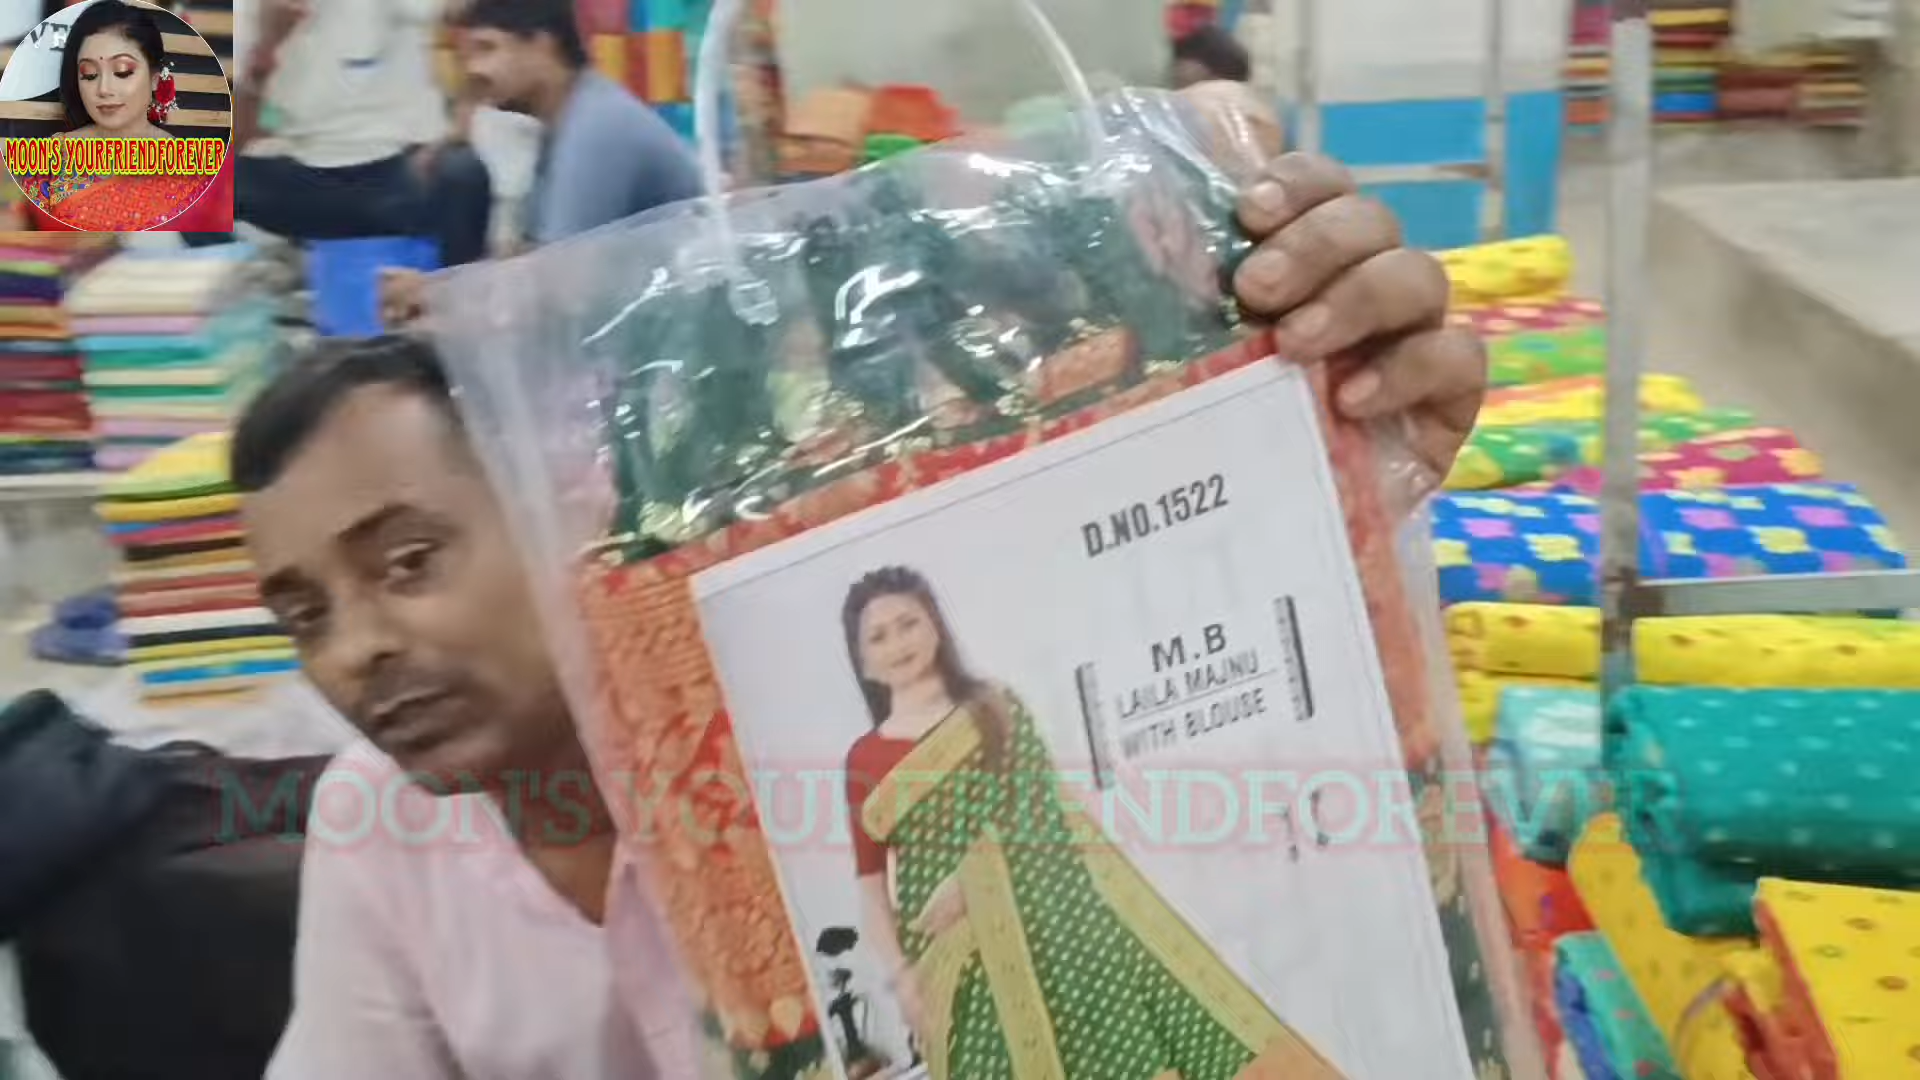 MOON'S YOURFRIENDFOREVER
D.NO.1522
M.B
LAILA MAJNU
WITH BLOUSE
MOON'S YOURFRIENDFOREVER